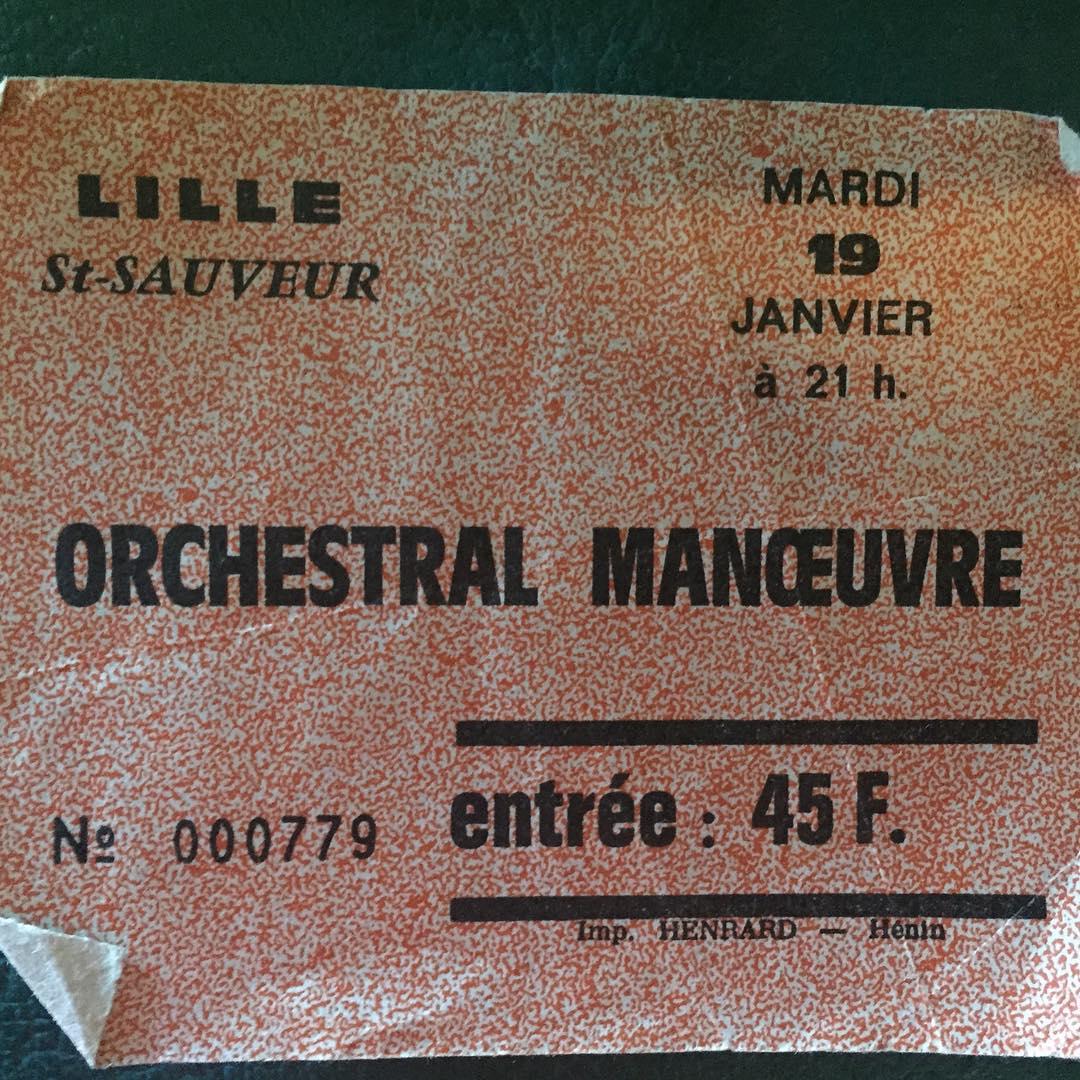 LILLE
St-SAUVEUR
MARDI
19
JANVIER
à 21 h.
ORCHESTRAL MANŒUVRE
Nº 000779
entrée : 45 F.
Imp. HENRARD — Hénin